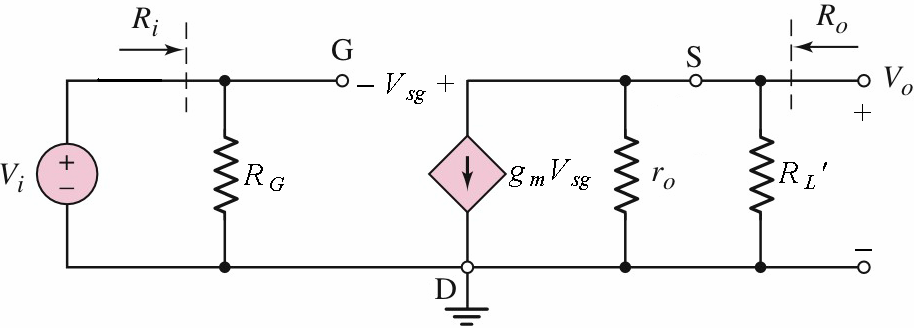 R_i
R_o
G
− V_sg +
S
V_o
+
V_i
+
−
R_G
g_m V_sg
r_o
R_L'
−
D